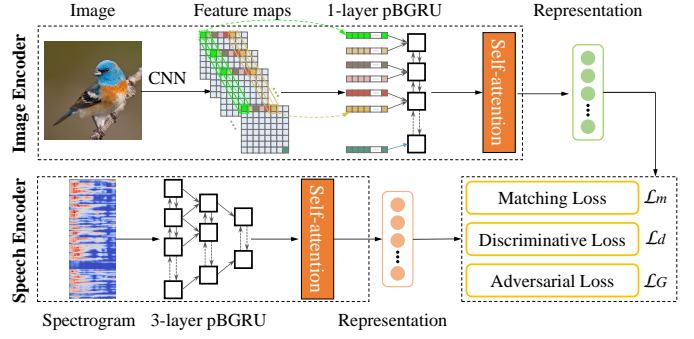 Image
Feature maps
1-layer pBGRU
Representation
Image Encoder
CNN
Self-attention
Speech Encoder
Self-attention
Matching Loss
ℒm
Discriminative Loss
ℒd
Adversarial Loss
ℒG
Spectrogram
3-layer pBGRU
Representation